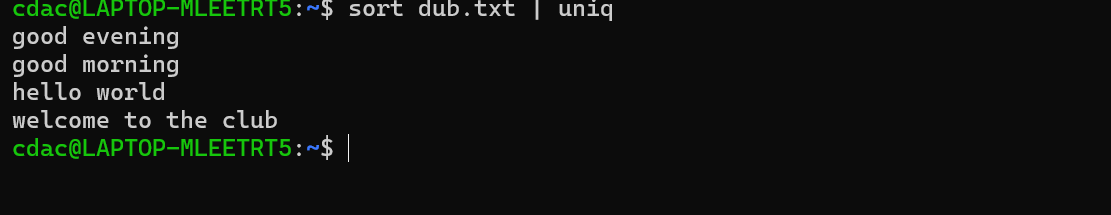 cdac@LAPTOP-MLEETRT5:~$ sort dub.txt | uniq
good evening
good morning
hello world
welcome to the club
cdac@LAPTOP-MLEETRT5:~$